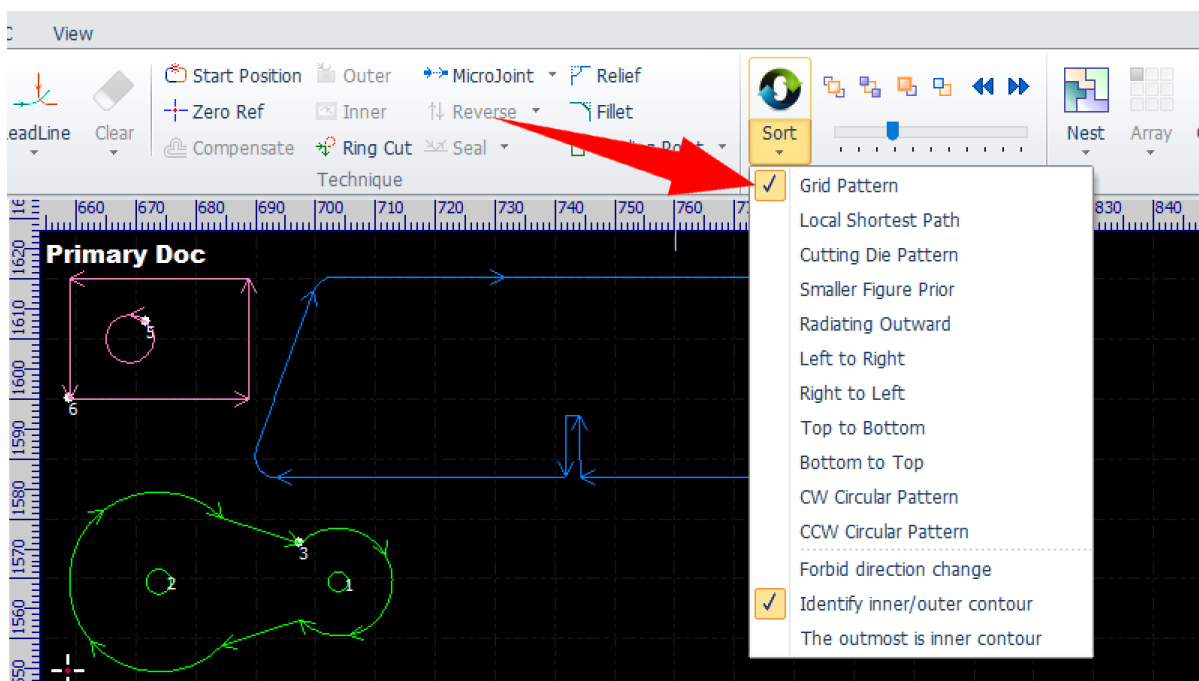 View
Start Position Outer MicroJoint Relief
Zero Ref Inner Reverse Fillet
Clear Compensate Ring Cut Seal
Technique
Sort Nest Array
Grid Pattern
Local Shortest Path
Cutting Die Pattern
Smaller Figure Prior
Radiating Outward
Left to Right
Right to Left
Top to Bottom
Bottom to Top
CW Circular Pattern
CCW Circular Pattern
Forbid direction change
Identify inner/outer contour
The outmost is inner contour
660 670 680 690 700 710 720 730 740 750 760 830 840
Primary Doc
1620
1610
1600
1590
1580
1570
1560
5
6
3
2
1